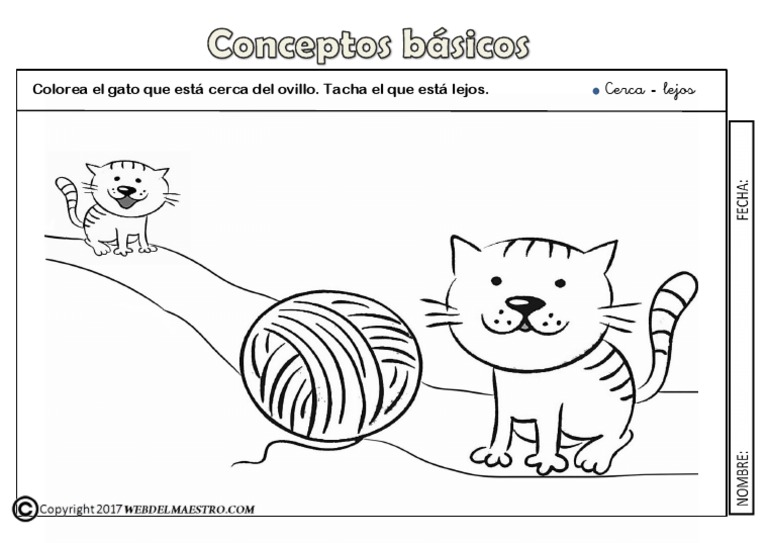 Conceptos básicos
Colorea el gato que está cerca del ovillo. Tacha el que está lejos.
• Cerca - lejos
FECHA:
NOMBRE:
© Copyright 2017 WEBDELMAESTRO.COM